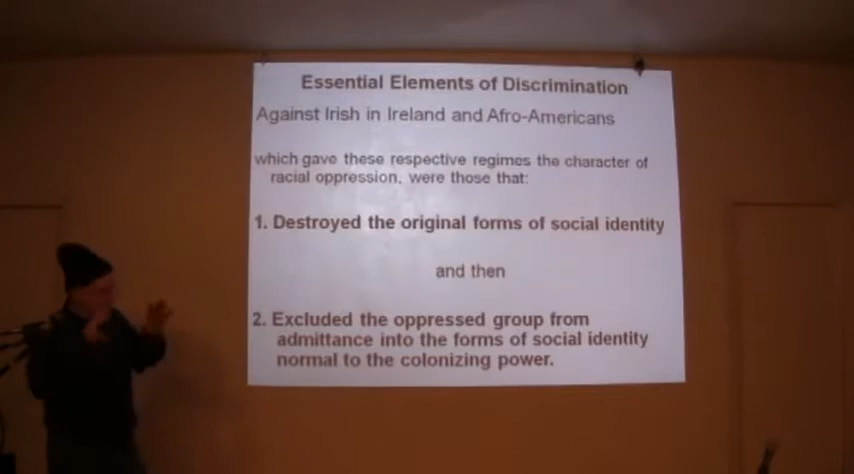 Essential Elements of Discrimination
Against Irish in Ireland and Afro-Americans
which gave these respective regimes the character of
racial oppression, were those that:
1. Destroyed the original forms of social identity
and then
2. Excluded the oppressed group from
admittance into the forms of social identity
normal to the colonizing power.